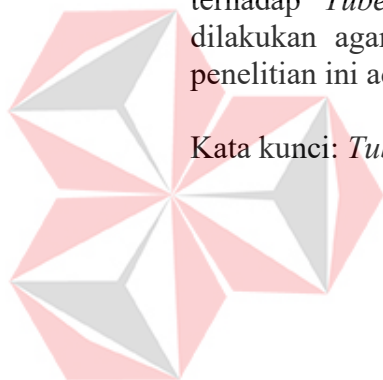 terhadap Tube
dilakukan agar
penelitian ini a
Kata kunci: Tu